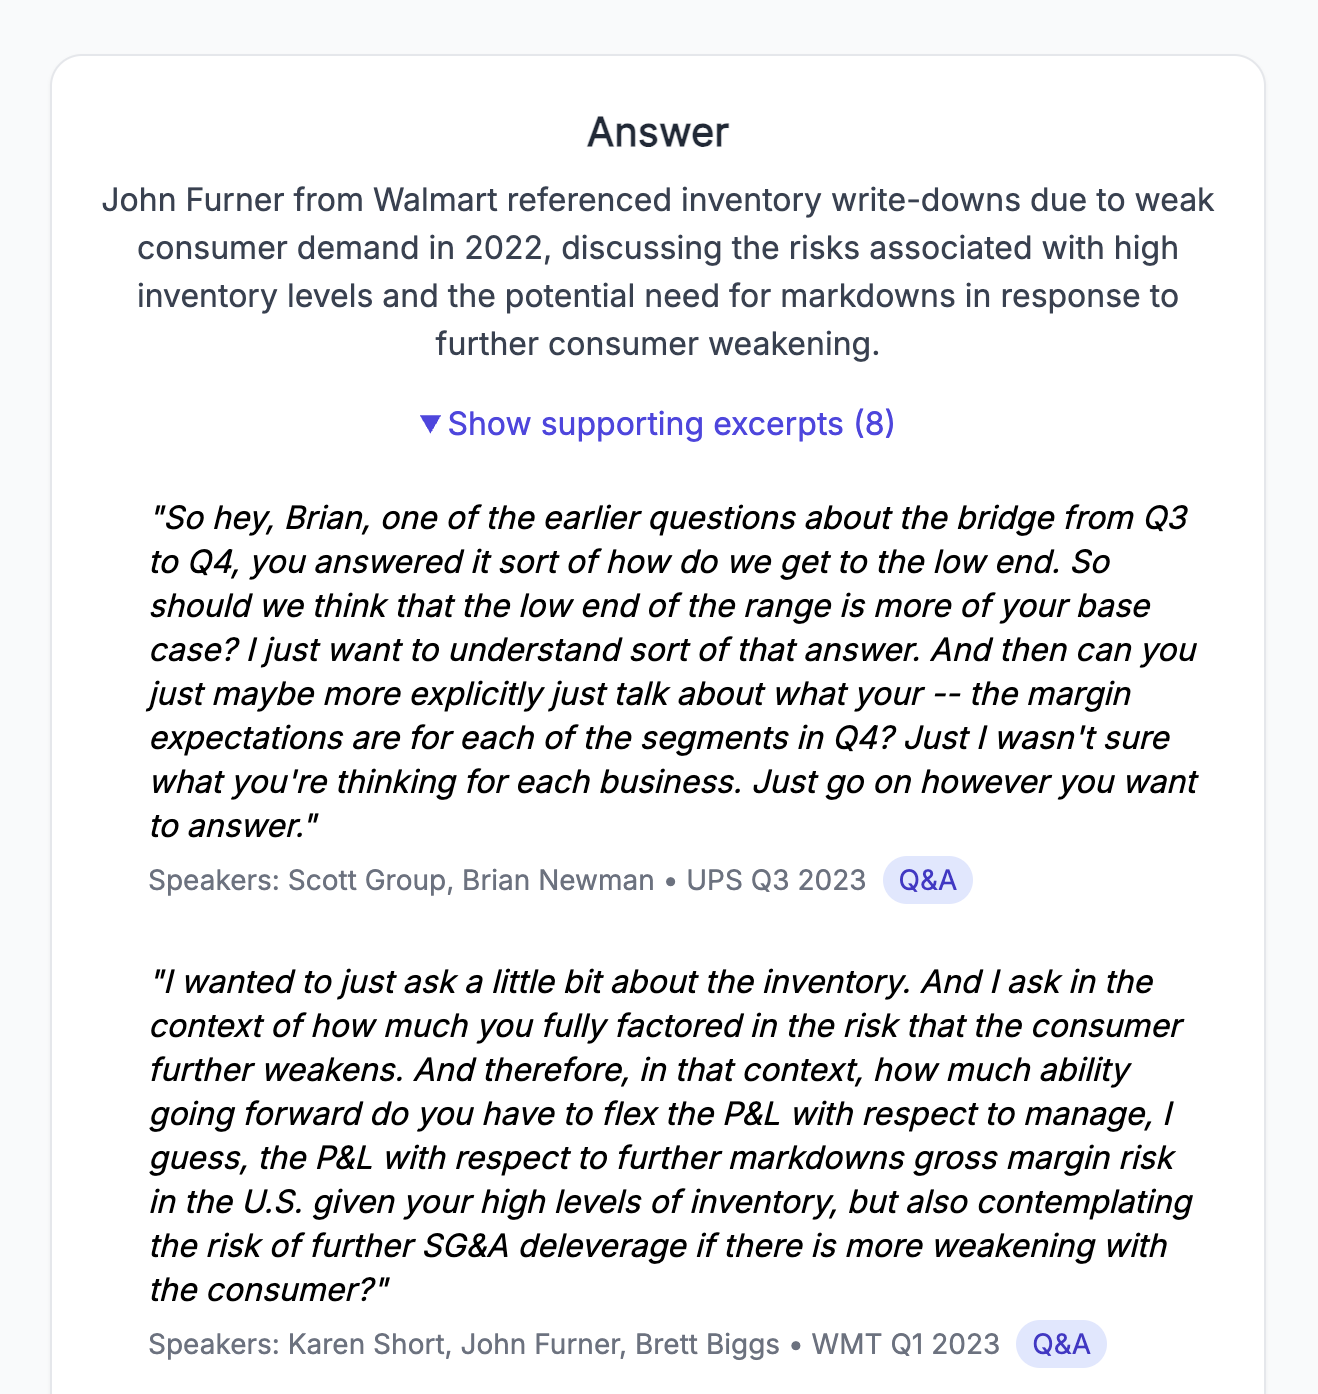 Answer
John Furner from Walmart referenced inventory write-downs due to weak
consumer demand in 2022, discussing the risks associated with high
inventory levels and the potential need for markdowns in response to
further consumer weakening.
▼ Show supporting excerpts (8)
"So hey, Brian, one of the earlier questions about the bridge from Q3
to Q4, you answered it sort of how do we get to the low end. So
should we think that the low end of the range is more of your base
case? I just want to understand sort of that answer. And then can you
just maybe more explicitly just talk about what your -- the margin
expectations are for each of the segments in Q4? Just I wasn't sure
what you're thinking for each business. Just go on however you want
to answer."
Speakers: Scott Group, Brian Newman • UPS Q3 2023 Q&A
"I wanted to just ask a little bit about the inventory. And I ask in the
context of how much you fully factored in the risk that the consumer
further weakens. And therefore, in that context, how much ability
going forward do you have to flex the P&L with respect to manage, I
guess, the P&L with respect to further markdowns gross margin risk
in the U.S. given your high levels of inventory, but also contemplating
the risk of further SG&A deleverage if there is more weakening with
the consumer?"
Speakers: Karen Short, John Furner, Brett Biggs • WMT Q1 2023 Q&A